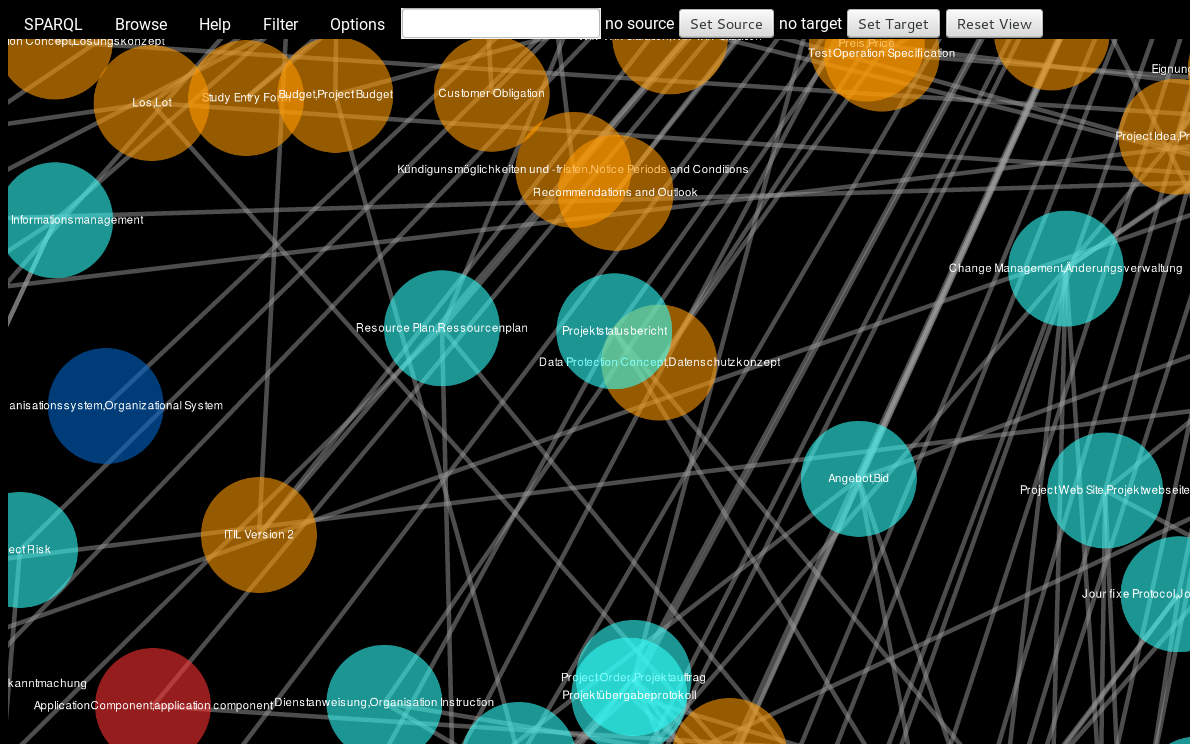 SPARQL Browse Help Filter Options no source Set Source no target Set Target Reset View
on Concept,Lösungskonzept
Preis,Price
Test Operation Specification
Eignun
Los,Lot
Study Entry Form
Budget,Project Budget
Customer Obligation
Project Idea,Pr
Kündigungsmöglichkeiten und -fristen,Notice Periods and Conditions
Recommendations and Outlook
Informationsmanagement
Change Management,Änderungsverwaltung
Resource Plan,Ressourcenplan
Projektstatusbericht
Data Protection Concept,Datenschutzkonzept
anisationssystem,Organizational System
Angebot,Bid
Project Web Site,Projektwebseite
ITIL Version 2
ect Risk
Jour fixe Protocol,Jo
Project Order,Projektauftrag
kanntmachung
Projektübergabeprotokoll
ApplicationComponent,application component
Dienstanweisung,Organisation Instruction